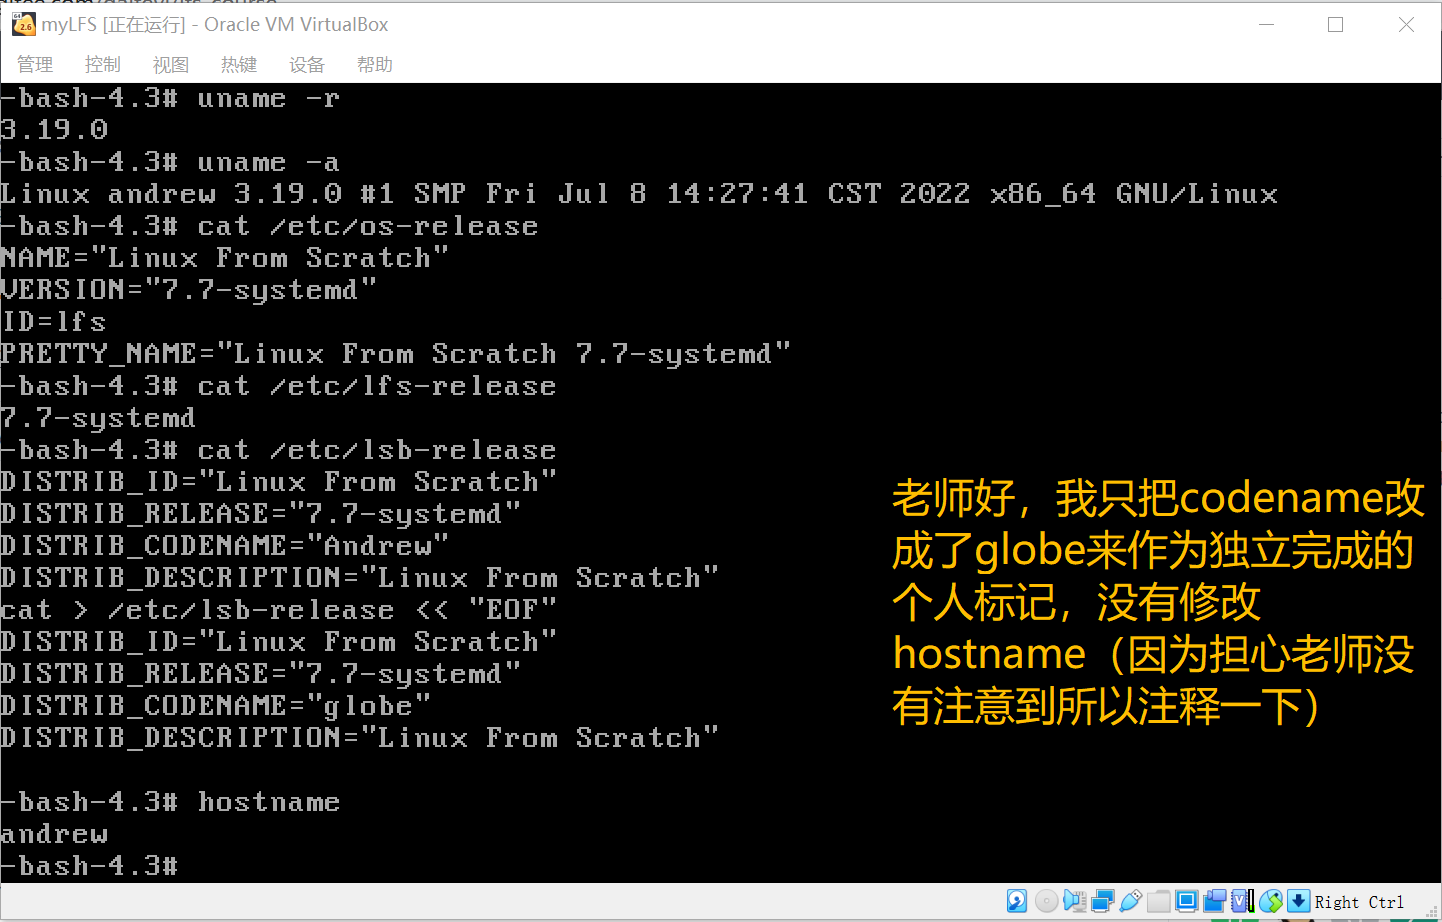 myLFS [正在运行] - Oracle VM VirtualBox
管理 控制 视图 热键 设备 帮助
-bash-4.3# uname -r
3.19.0
-bash-4.3# uname -a
Linux andrew 3.19.0 #1 SMP Fri Jul 8 14:27:41 CST 2022 x86_64 GNU/Linux
-bash-4.3# cat /etc/os-release
NAME="Linux From Scratch"
VERSION="7.7-systemd"
ID=lfs
PRETTY_NAME="Linux From Scratch 7.7-systemd"
-bash-4.3# cat /etc/lfs-release
7.7-systemd
-bash-4.3# cat /etc/lsb-release
DISTRIB_ID="Linux From Scratch"
DISTRIB_RELEASE="7.7-systemd"
DISTRIB_CODENAME="Andrew"
DISTRIB_DESCRIPTION="Linux From Scratch"
cat > /etc/lsb-release << "EOF"
DISTRIB_ID="Linux From Scratch"
DISTRIB_RELEASE="7.7-systemd"
DISTRIB_CODENAME="globe"
DISTRIB_DESCRIPTION="Linux From Scratch"
-bash-4.3# hostname
andrew
-bash-4.3#
老师好，我只把codename改
成了globe来作为独立完成的
个人标记，没有修改
hostname（因为担心老师没
有注意到所以注释一下）
Right Ctrl